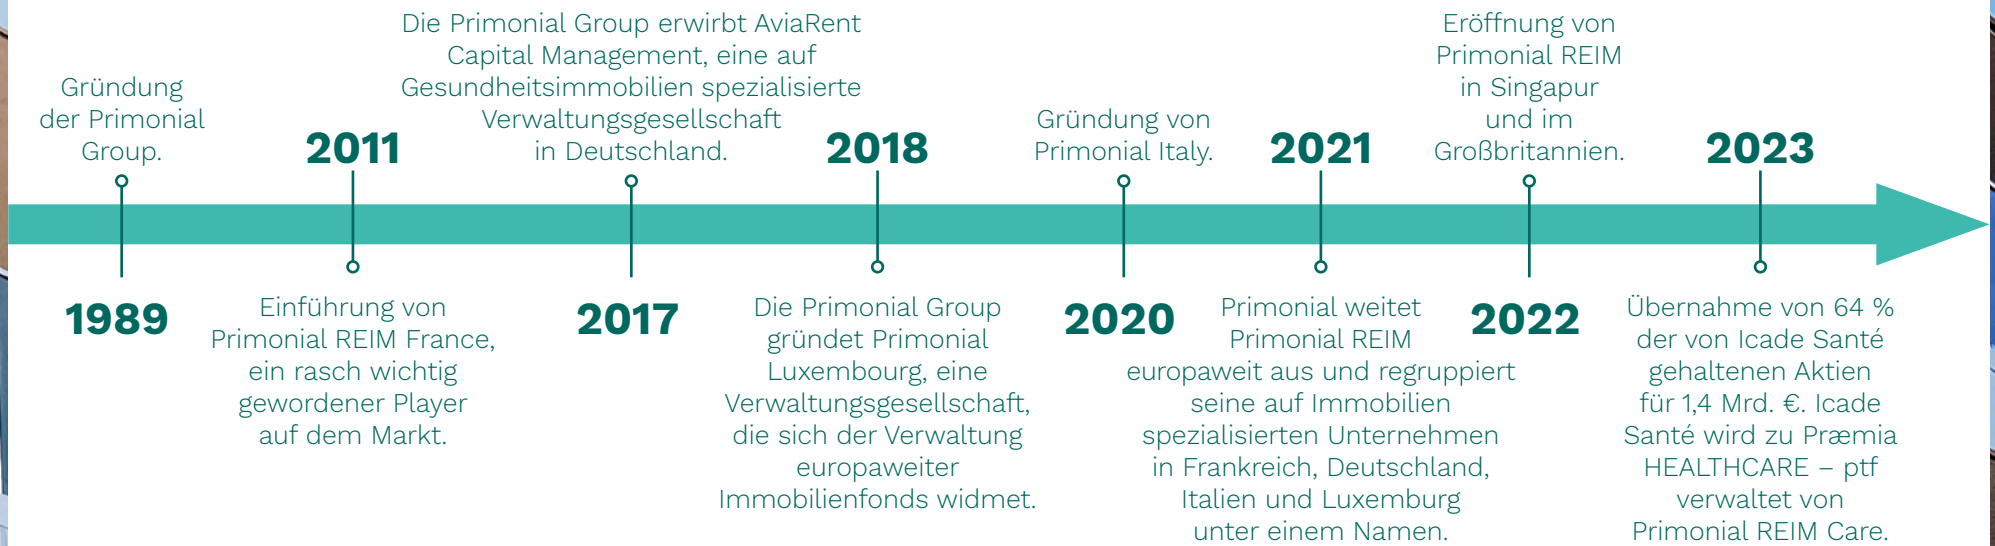 Gründung
der Primonial
Group.
1989
2011
Einführung von
Primonial REIM France,
ein rasch wichtig
gewordener Player
auf dem Markt.
Die Primonial Group erwirbt AviaRent
Capital Management, eine auf
Gesundheitsimmobilien spezialisierte
Verwaltungsgesellschaft
in Deutschland.
2017
2018
Die Primonial Group
gründet Primonial
Luxembourg, eine
Verwaltungsgesellschaft,
die sich der Verwaltung
europaweiter
Immobilienfonds widmet.
Gründung von
Primonial Italy.
2020
2021
Primonial weitet
Primonial REIM
europaweit aus und regruppiert
seine auf Immobilien
spezialisierten Unternehmen
in Frankreich, Deutschland,
Italien und Luxemburg
unter einem Namen.
Eröffnung von
Primonial REIM
in Singapur
und im
Großbritannien.
2022
2023
Übernahme von 64 %
der von Icade Santé
gehaltenen Aktien
für 1,4 Mrd. €. Icade
Santé wird zu Præmia
HEALTHCARE – ptf
verwaltet von
Primonial REIM Care.